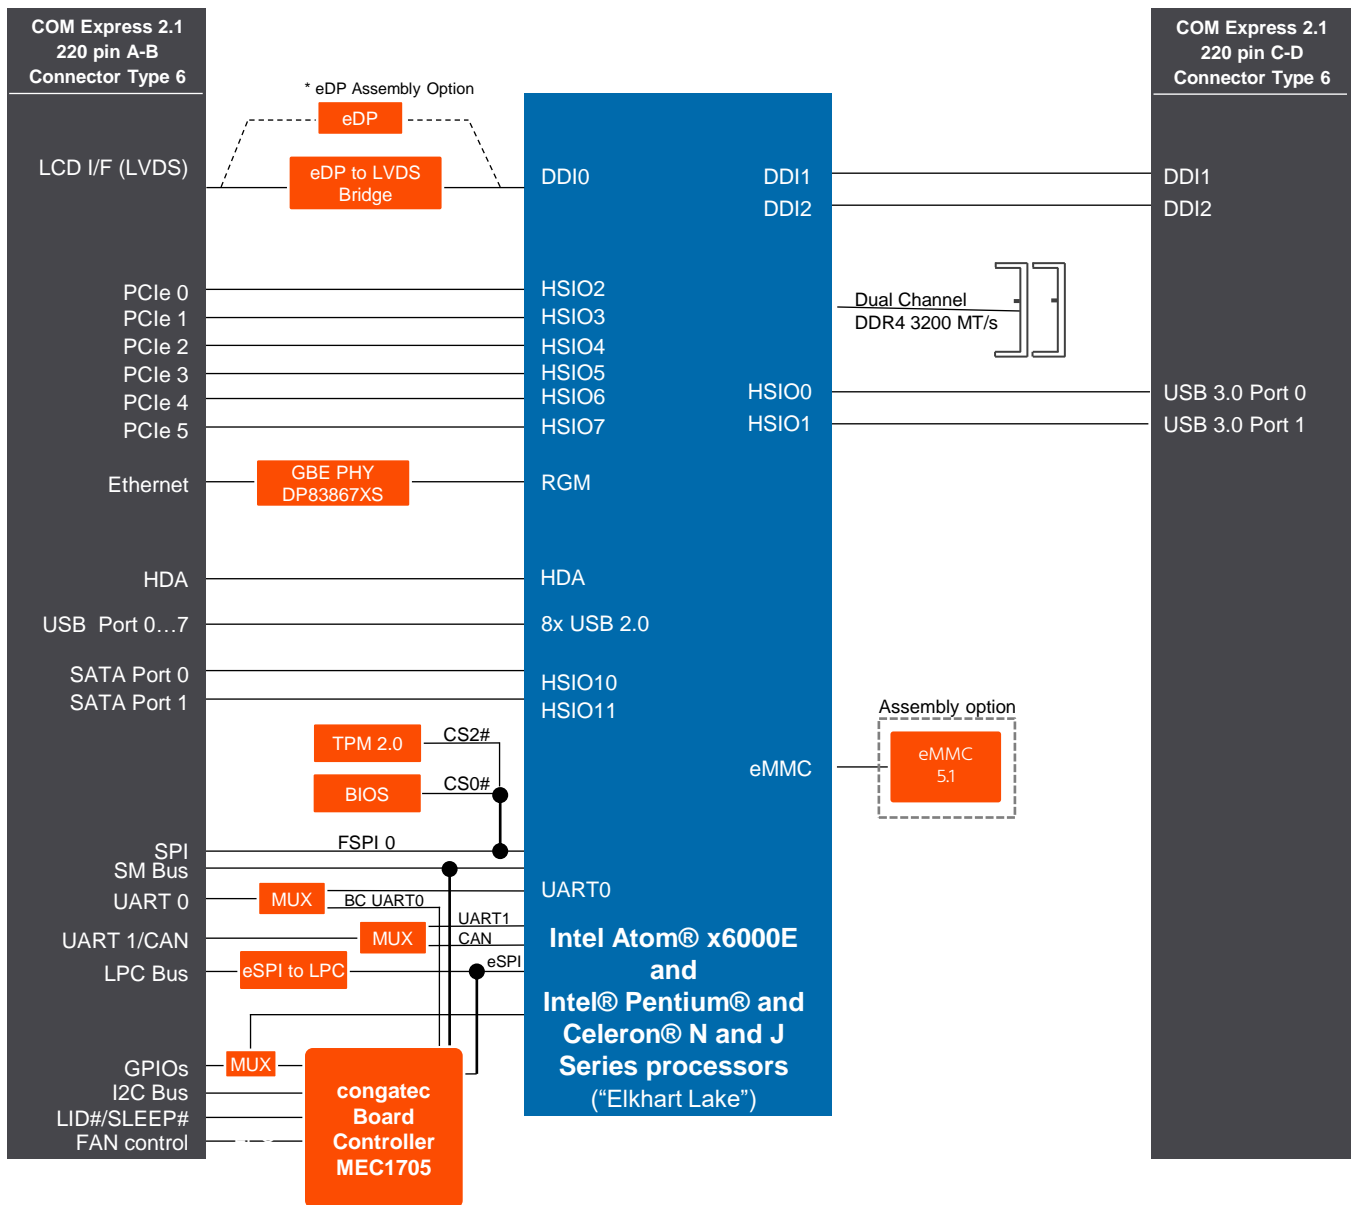 COM Express 2.1
220 pin A-B
Connector Type 6
LCD I/F (LVDS)
PCIe 0
PCIe 1
PCIe 2
PCIe 3
PCIe 4
PCIe 5
Ethernet
HDA
USB Port 0…7
SATA Port 0
SATA Port 1
SPI
SM Bus
UART 0
UART 1/CAN
LPC Bus
GPIOs
I2C Bus
LID#/SLEEP#
FAN control
* eDP Assembly Option
eDP
eDP to LVDS
Bridge
GBE PHY
DP83867XS
TPM 2.0
CS2#
BIOS
CS0#
FSPI 0
MUX
BC UART0
MUX
UART1
CAN
eSPI to LPC
eSPI
MUX
congatec
Board
Controller
MEC1705
DDI0
HSIO2
HSIO3
HSIO4
HSIO5
HSIO6
HSIO7
RGM
HDA
8x USB 2.0
HSIO10
HSIO11
UART0
DDI1
DDI2
HSIO0
HSIO1
eMMC
Intel Atom® x6000E
and
Intel® Pentium® and
Celeron® N and J
Series processors
(“Elkhart Lake”)
Dual Channel
DDR4 3200 MT/s
Assembly option
eMMC
5.1
COM Express 2.1
220 pin C-D
Connector Type 6
DDI1
DDI2
USB 3.0 Port 0
USB 3.0 Port 1